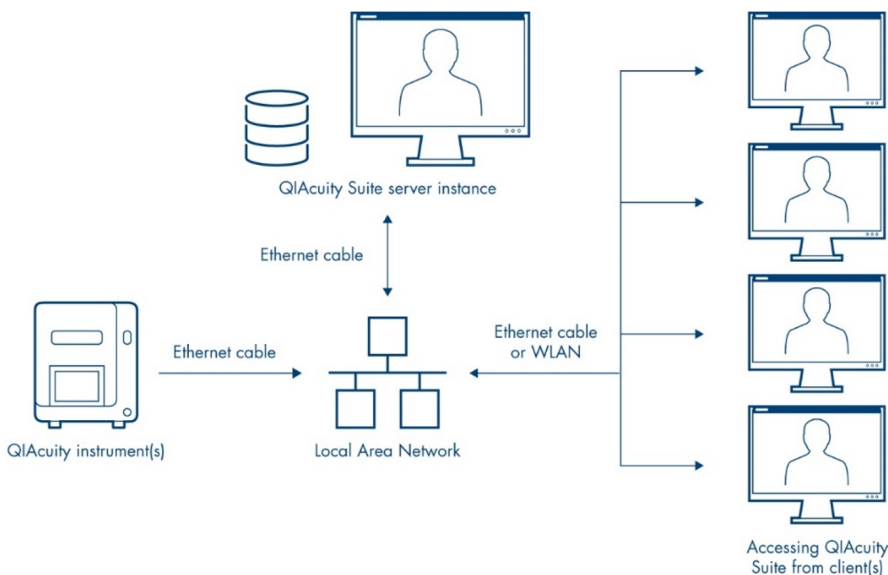 QIAcuity Suite server instance
Ethernet cable
Ethernet cable
Ethernet cable
or WLAN
QIAcuity instrument(s)
Local Area Network
Accessing QIAcuity
Suite from client(s)